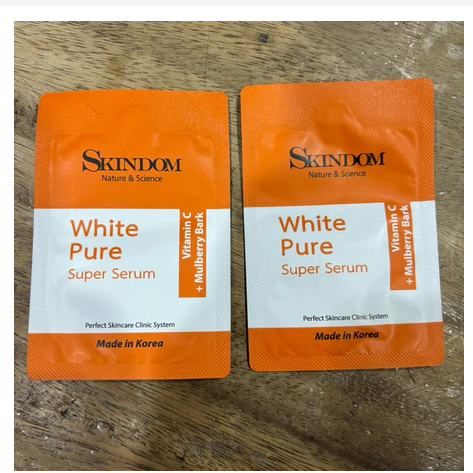 SKINDOM
Nature & Science
White
Pure
Super Serum
Vitamin C
+ Mulberry Bark
Perfect Skincare Clinic System
Made in Korea
SKINDOM
Nature & Science
White
Pure
Super Serum
Vitamin C
+ Mulberry Bark
Perfect Skincare Clinic System
Made in Korea